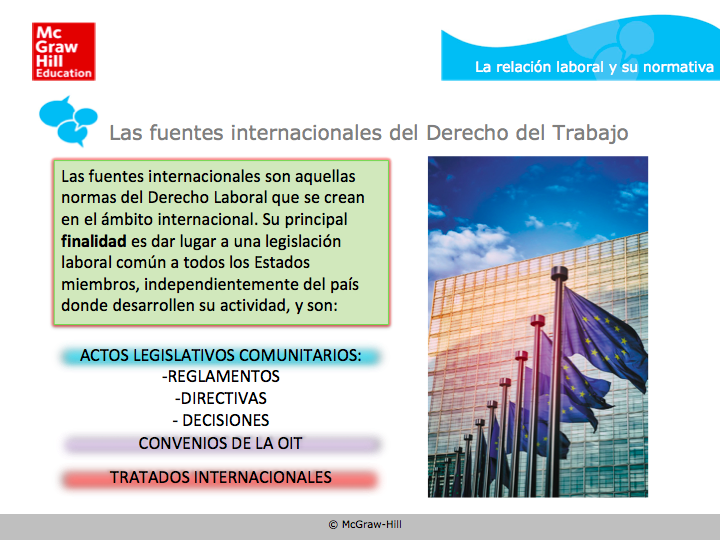 Mc
Graw
Hill
Education
La relación laboral y su normativa
Las fuentes internacionales del Derecho del Trabajo
Las fuentes internacionales son aquellas
normas del Derecho Laboral que se crean
en el ámbito internacional. Su principal
finalidad es dar lugar a una legislación
laboral común a todos los Estados
miembros, independientemente del país
donde desarrollen su actividad, y son:
ACTOS LEGISLATIVOS COMUNITARIOS:
-REGLAMENTOS
-DIRECTIVAS
- DECISIONES
CONVENIOS DE LA OIT
TRATADOS INTERNACIONALES
© McGraw-Hill